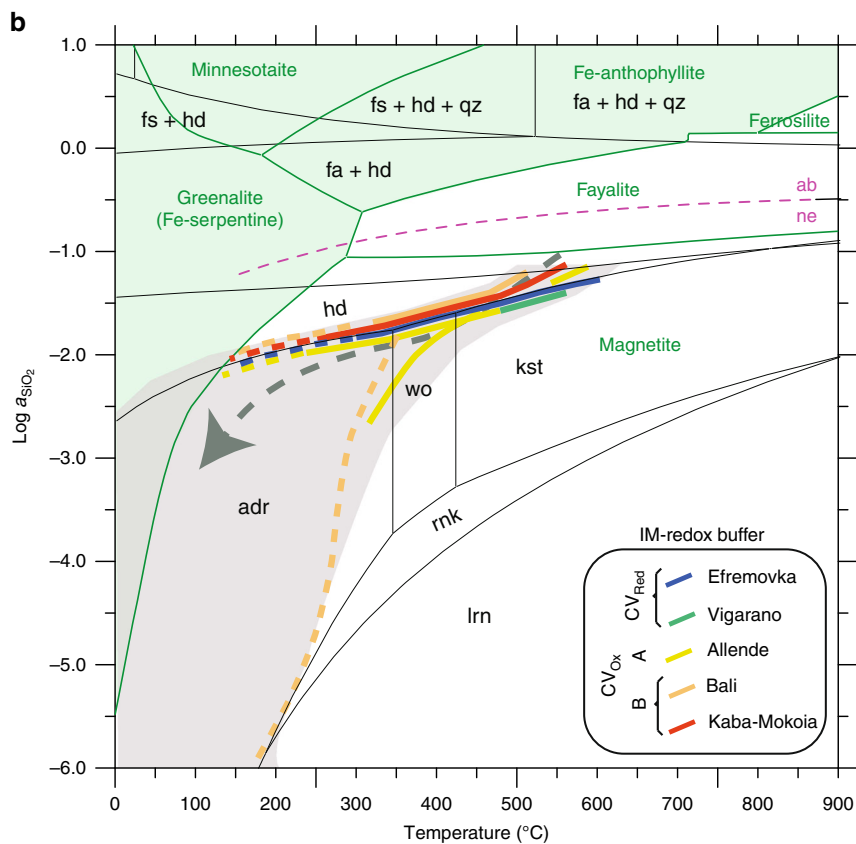 b
1.0
0.0
–1.0
–2.0
–3.0
–4.0
–5.0
–6.0
Log aSiO2
Minnesotaite
Fe-anthophyllite
fs + hd + qz
fa + hd + qz
fs + hd
Ferrosilite
fa + hd
Greenalite
(Fe-serpentine)
Fayalite
ab
ne
hd
Magnetite
kst
wo
adr
rnk
lrn
IM-redox buffer
CVRed
Efremovka
Vigarano
CVOx
A
Allende
B
Bali
Kaba-Mokoia
0 100 200 300 400 500 600 700 800 900
Temperature (°C)